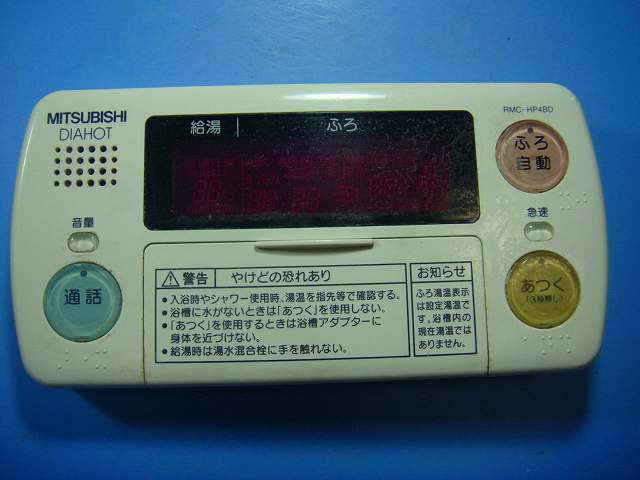 MITSUBISHI
DIAHOT
RMC-HP4BD
給湯
ふろ
ふろ
自動
音量
急速
通話
あつく
(3秒押し)
警告 やけどの恐れあり
•入浴時やシャワー使用時、湯温を指先等で確認する。
•浴槽に水がないときは「あつく」を使用しない。
•「あつく」を使用するときは浴槽アダプターに
身体を近づけない。
•給湯時は湯水混合栓に手を触れない。
お知らせ
ふろ湯温表示
は設定湯温で
す。浴槽内の
現在湯温では
ありません。